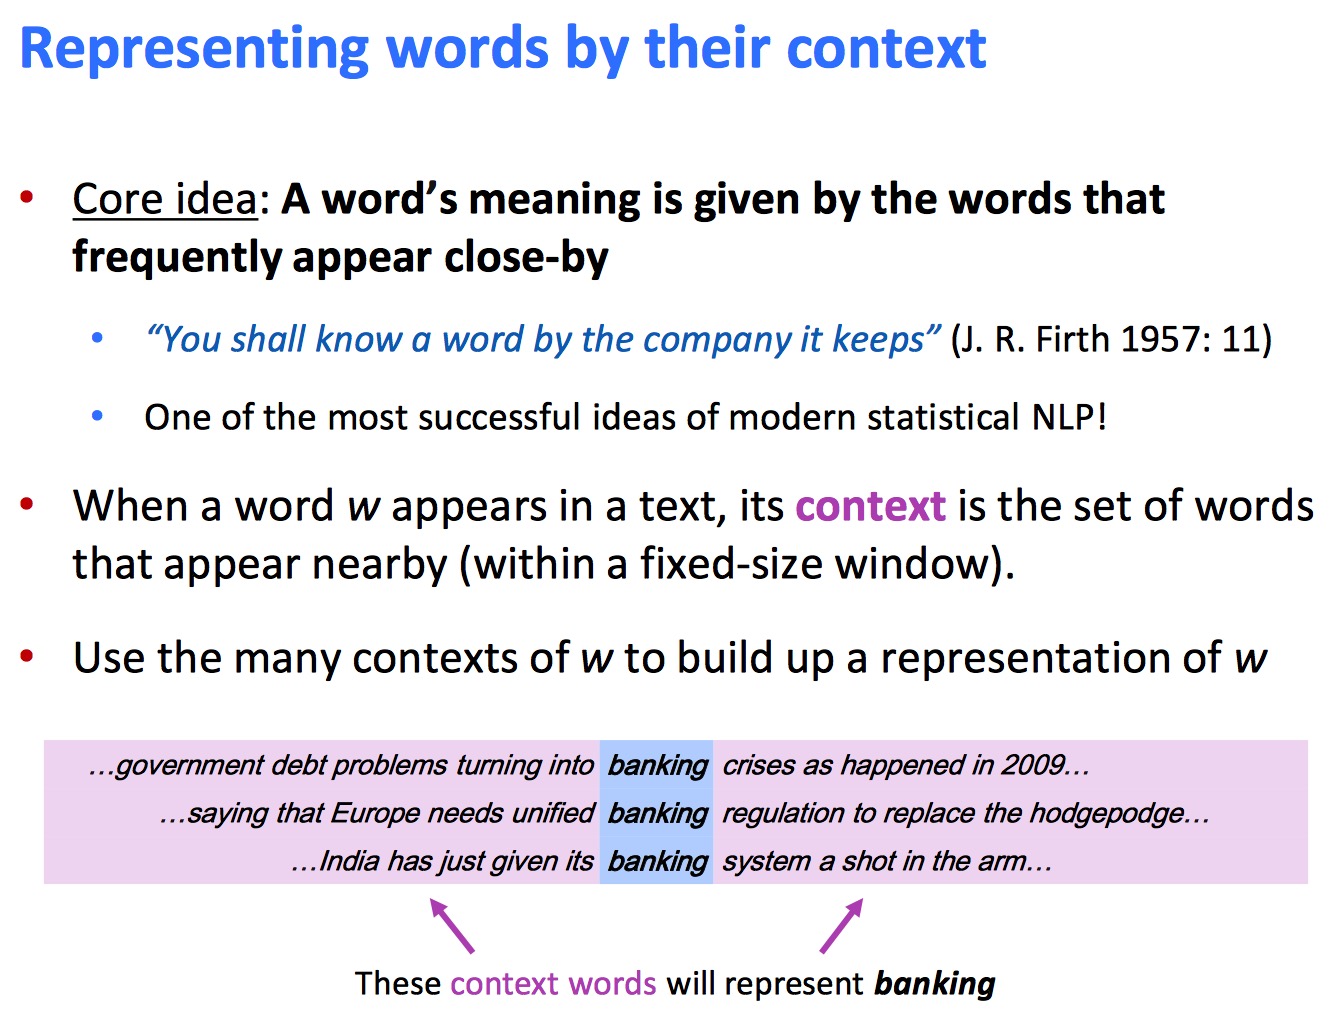 Representing words by their context
• Core idea: A word’s meaning is given by the words that
frequently appear close-by
• “You shall know a word by the company it keeps” (J. R. Firth 1957: 11)
• One of the most successful ideas of modern statistical NLP!
• When a word w appears in a text, its context is the set of words
that appear nearby (within a fixed-size window).
• Use the many contexts of w to build up a representation of w
…government debt problems turning into banking crises as happened in 2009…
…saying that Europe needs unified banking regulation to replace the hodgepodge…
…India has just given its banking system a shot in the arm…
These context words will represent banking